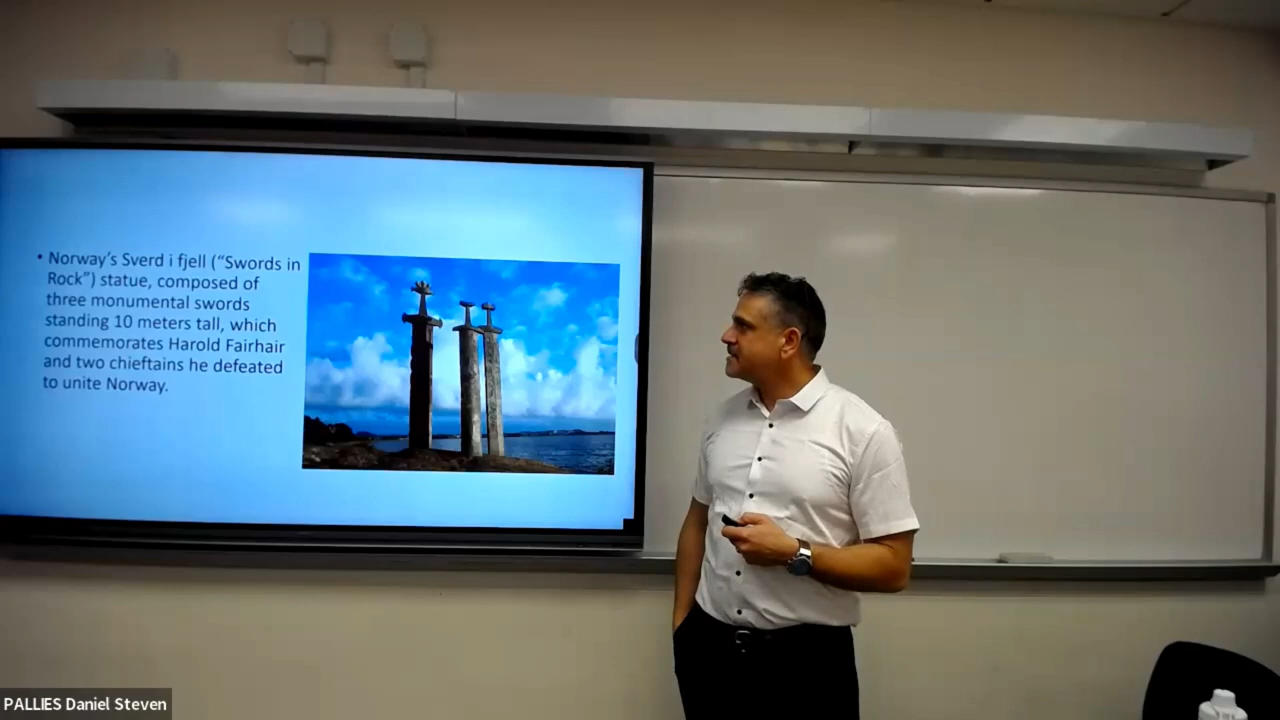 • Norway's Sverd i fjell ("Swords in
Rock") statue, composed of
three monumental swords
standing 10 meters tall, which
commemorates Harold Fairhair
and two chieftains he defeated
to unite Norway.
PALLIES Daniel Steven